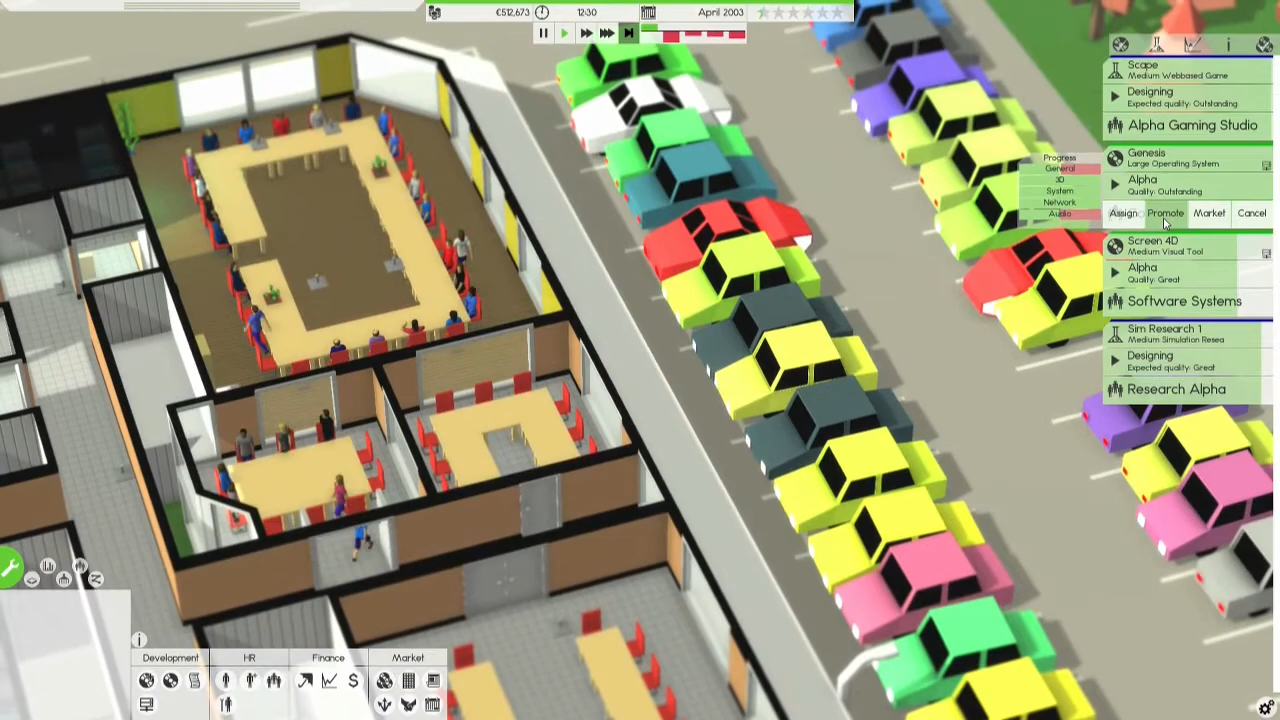 €512,673
12:30
April 2003
Scape
Medium Webbased Game
Designing
Expected quality: Outstanding
Alpha Gaming Studio
Genesis
Large Operating System
Alpha
Quality: Outstanding
Progress
General
3D
System
Network
Audio
Assign Promote Market Cancel
Screen 4D
Medium Visual Tool
Alpha
Quality: Great
Software Systems
Sim Research 1
Medium Simulation Resea
Designing
Expected quality: Great
Research Alpha
Development HR Finance Market